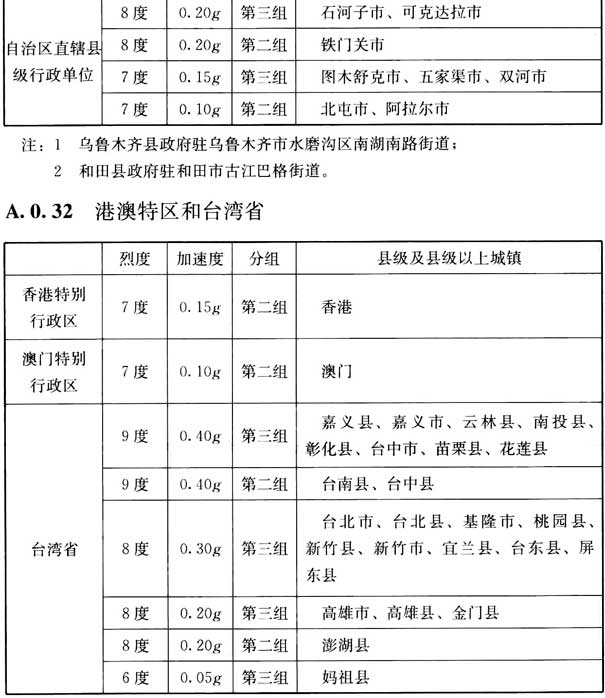 8度 0.20g 第三组 石河子市、可克达拉市
自治区直辖县级行政单位 8度 0.20g 第二组 铁门关市
7度 0.15g 第三组 图木舒克市、五家渠市、双河市
7度 0.10g 第二组 北屯市、阿拉尔市
注：1 乌鲁木齐县政府驻乌鲁木齐市水磨沟区南湖南路街道；
2 和田县政府驻和田市古江巴格街道。
A.0.32 港澳特区和台湾省
烈度 加速度 分组 县级及县级以上城镇
香港特别
行政区 7度 0.15g 第二组 香港
澳门特别
行政区 7度 0.10g 第二组 澳门
台湾省
9度 0.40g 第三组 嘉义县、嘉义市、云林县、南投县、
彰化县、台中市、苗栗县、花莲县
9度 0.40g 第二组 台南县、台中县
8度 0.30g 第三组 台北市、台北县、基隆市、桃园县、
新竹县、新竹市、宜兰县、台东县、屏
东县
8度 0.20g 第三组 高雄市、高雄县、金门县
8度 0.20g 第二组 澎湖县
6度 0.05g 第三组 妈祖县